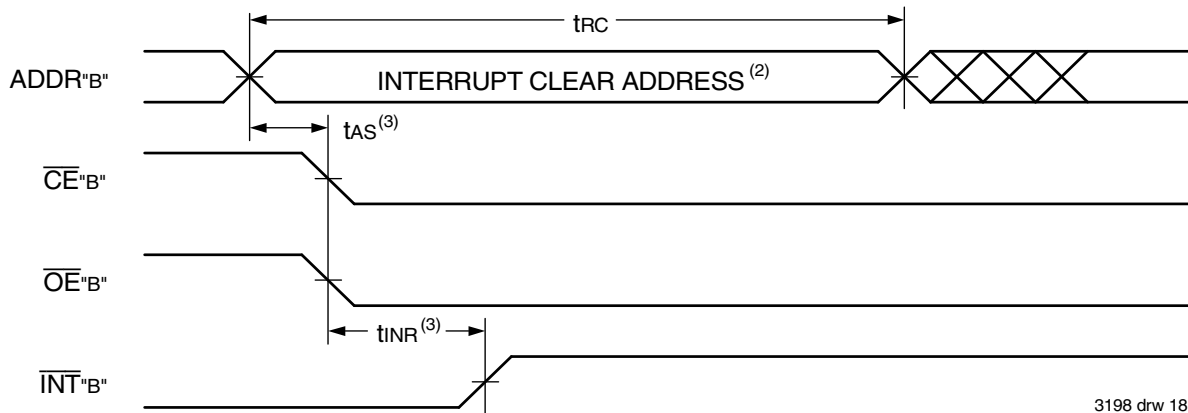 tRC
ADDR"B"
INTERRUPT CLEAR ADDRESS (2)
tAS(3)
CE"B"
OE"B"
tINR(3)
INT"B"
3198 drw 18